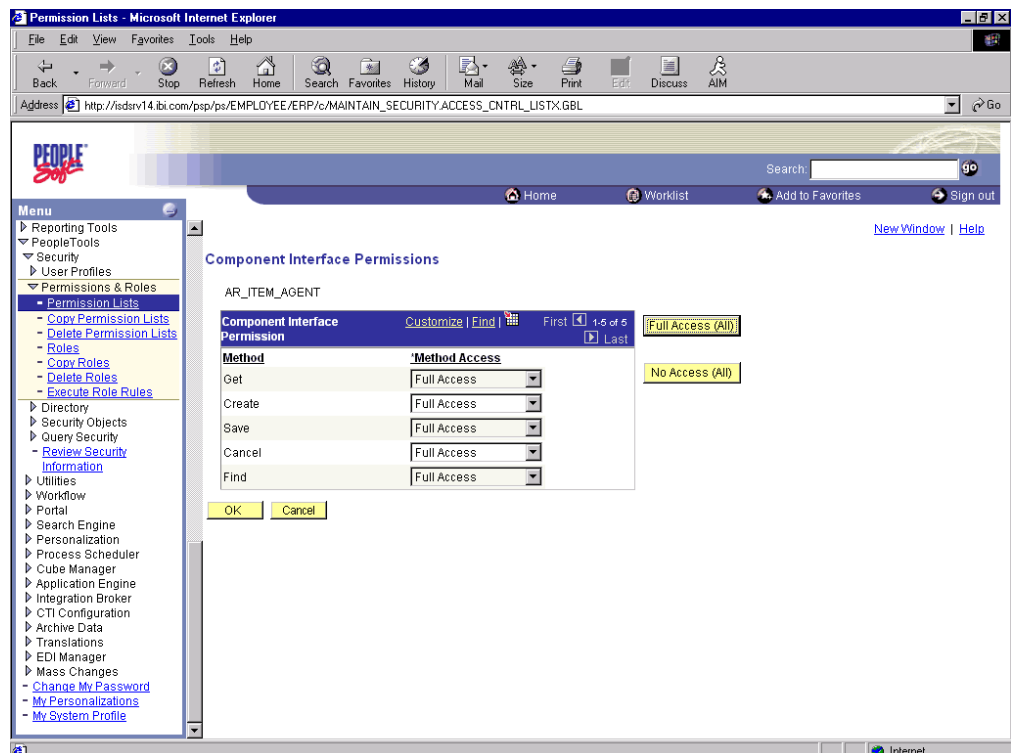 Permission Lists - Microsoft Internet Explorer
File Edit View Favorites Tools Help
Back Forward Stop Refresh Home Search Favorites History Mail Size Print Edit Discuss AIM
Address http://isdsrv14.ibi.com/psp/ps/EMPLOYEE/ERP/c/MAINTAIN_SECURITY.ACCESS_CNTRL_LISTX.GBL Go
PEOPLE Soft
Search: go
Home Worklist Add to Favorites Sign out
Menu
Reporting Tools
PeopleTools
Security
User Profiles
Permissions & Roles
- Permission Lists
- Copy Permission Lists
- Delete Permission Lists
- Roles
- Copy Roles
- Delete Roles
- Execute Role Rules
Directory
Security Objects
Query Security
- Review Security
Information
Utilities
Workflow
Portal
Search Engine
Personalization
Process Scheduler
Cube Manager
Application Engine
Integration Broker
CTI Configuration
Archive Data
Translations
EDI Manager
Mass Changes
- Change My Password
- My Personalizations
- My System Profile
New Window | Help
Component Interface Permissions
AR_ITEM_AGENT
Component Interface Permission Customize | Find | First 1-5 of 5 Last
Full Access (All)
No Access (All)
Method *Method Access
Get Full Access
Create Full Access
Save Full Access
Cancel Full Access
Find Full Access
OK Cancel
Internet